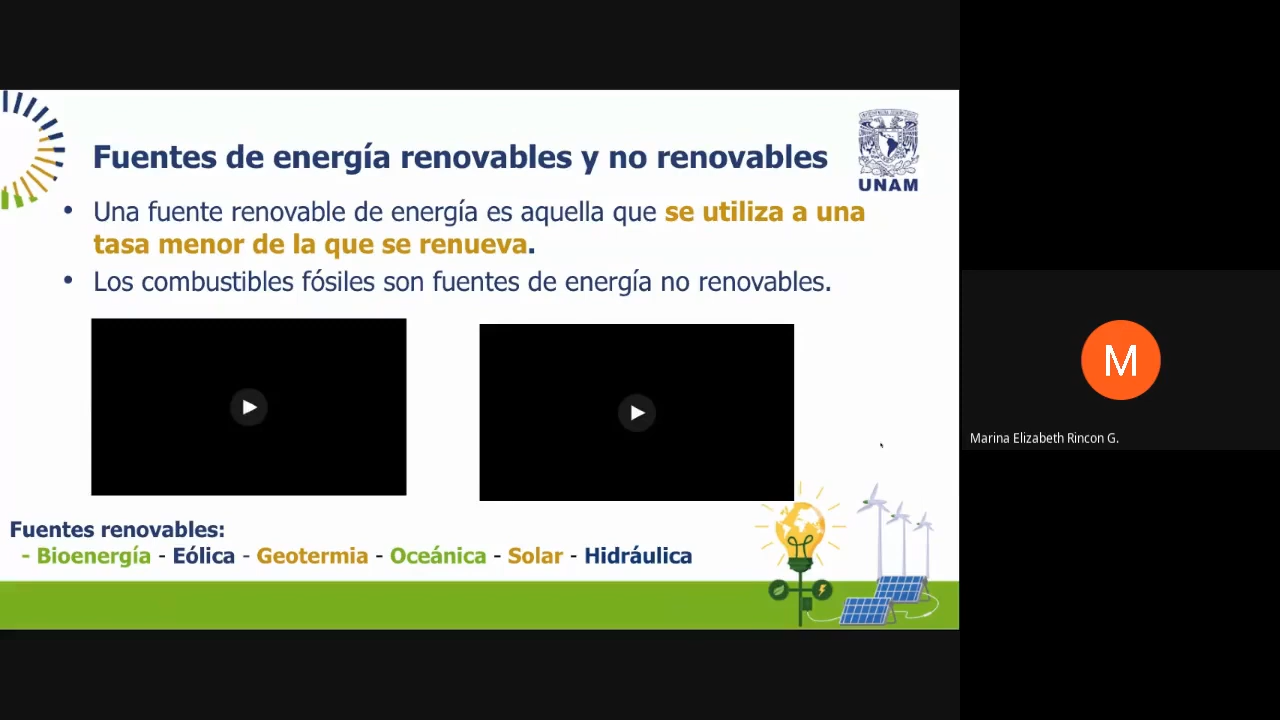 Fuentes de energía renovables y no renovables
UNAM
• Una fuente renovable de energía es aquella que se utiliza a una
tasa menor de la que se renueva.
• Los combustibles fósiles son fuentes de energía no renovables.
M
Marina Elizabeth Rincon G.
Fuentes renovables:
- Bioenergía - Eólica - Geotermia - Oceánica - Solar - Hidráulica